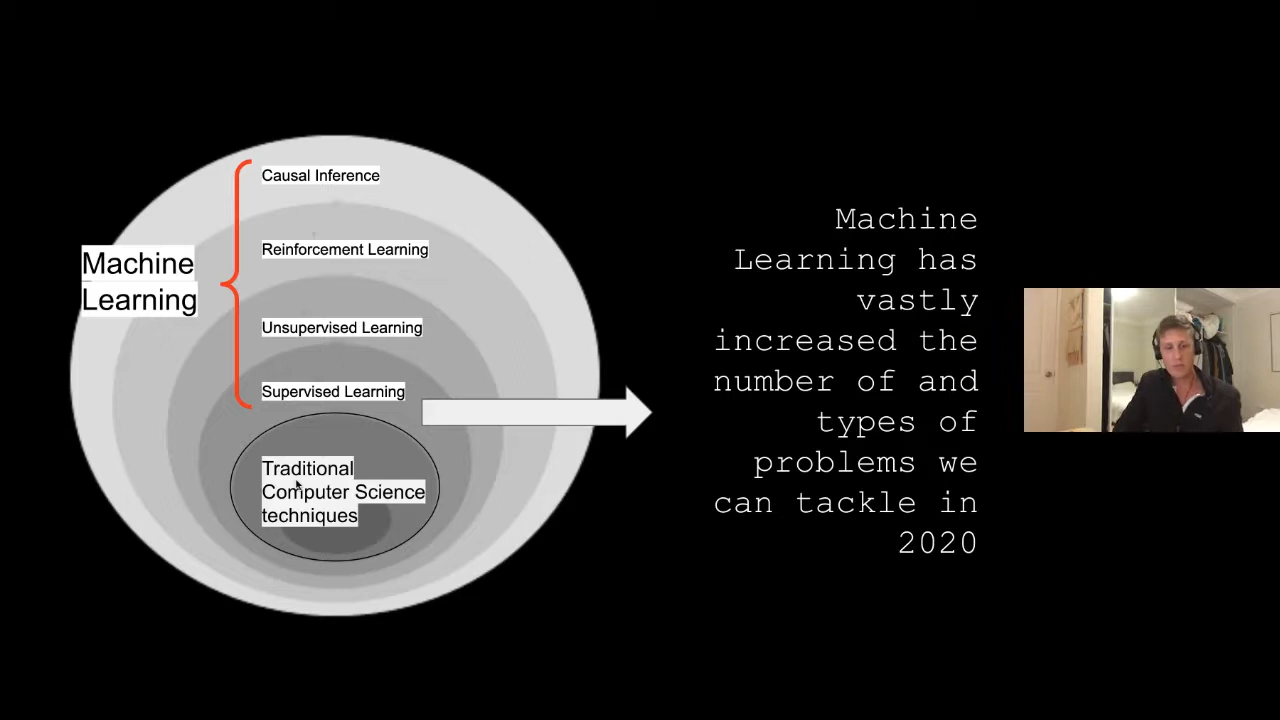 Causal Inference
Reinforcement Learning
Machine
Learning
Unsupervised Learning
Supervised Learning
Traditional
Computer Science
techniques
Machine
Learning has
vastly
increased the
number of and
types of
problems we
can tackle in
2020